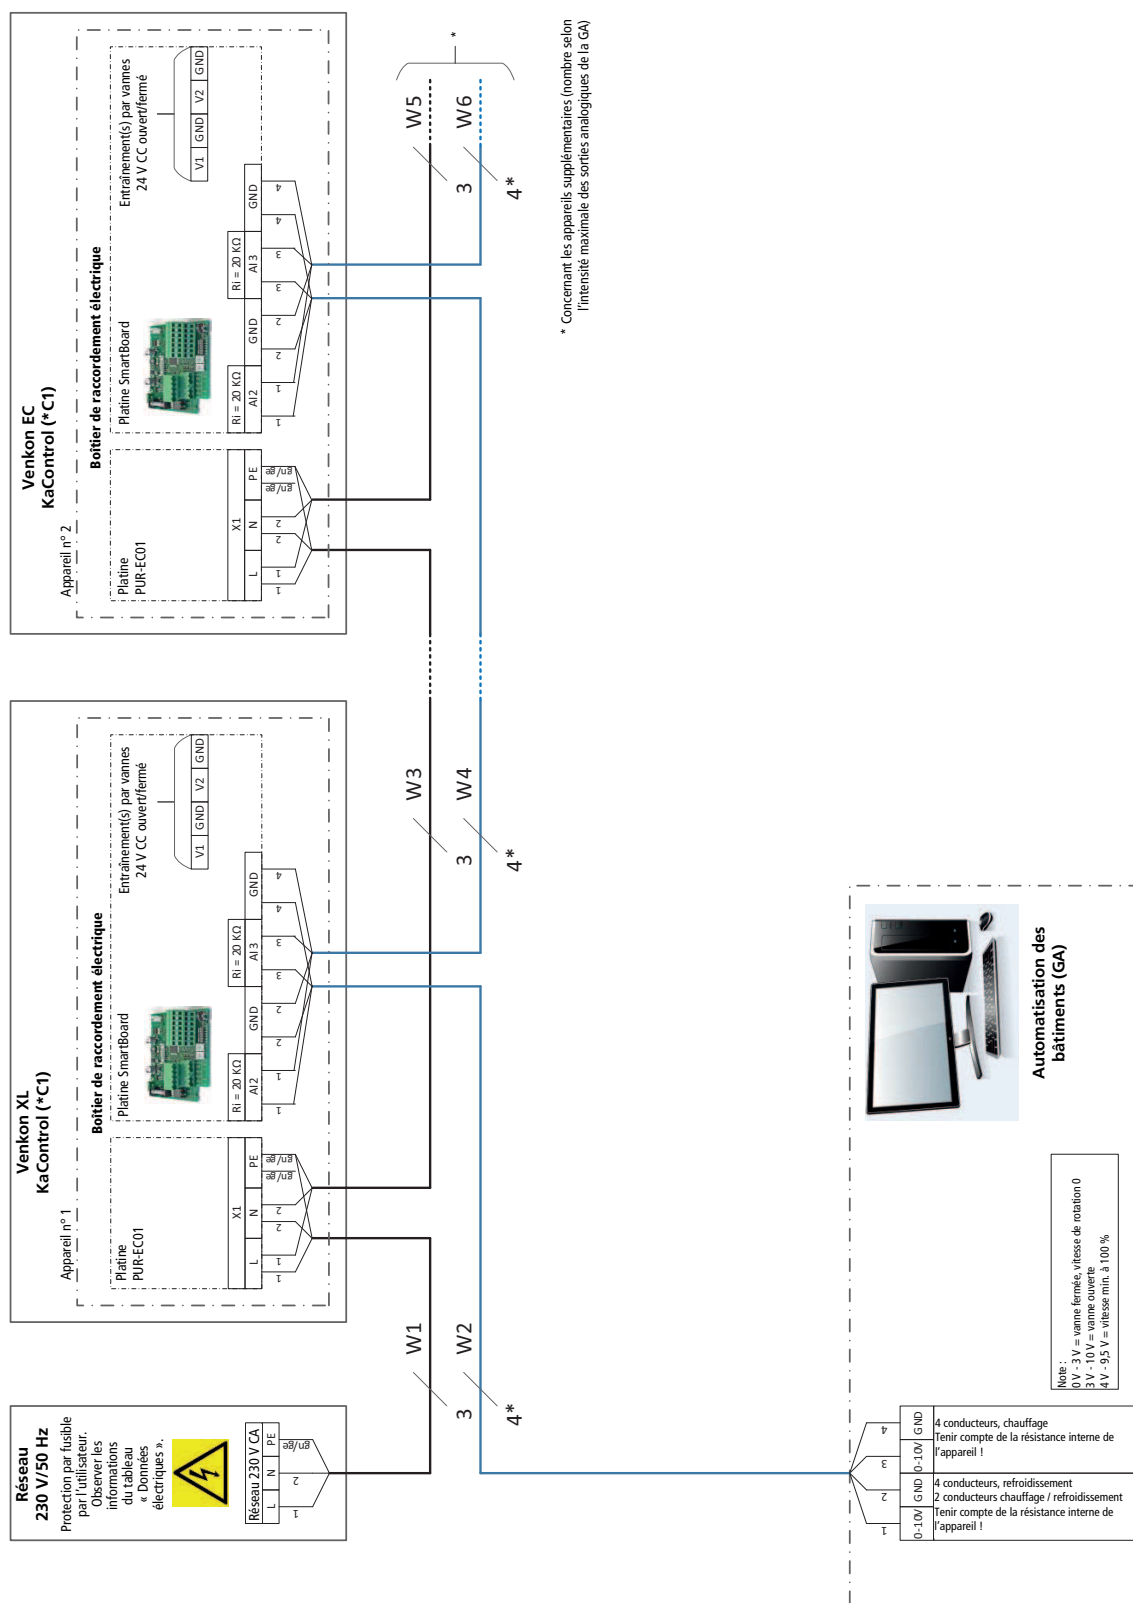 Réseau
230 V/50 Hz
Protection par fusible
par l'utilisateur.
Observer les
informations
du tableau
« Données
électriques ».
Réseau 230 V CA
L N PE
1 2 gn/ge
W1
3
W2
4*
Venkon XL
KaControl (*C1)
Appareil n° 1
Boîtier de raccordement électrique
Platine
PUR-EC01
X1
L N PE
1 1 2 2 gn/ge gn/ge
Platine SmartBoard
Ri = 20 KΩ Ri = 20 KΩ
AI2 GND AI3 GND
1 1 2 2 3 3 4 4
Entraînement(s) par vannes
24 V CC ouvert/fermé
V1 GND V2 GND
W3
3
W4
4*
Venkon EC
KaControl (*C1)
Appareil n° 2
Boîtier de raccordement électrique
Platine
PUR-EC01
X1
L N PE
1 1 2 2 gn/ge gn/ge
Platine SmartBoard
Ri = 20 KΩ Ri = 20 KΩ
AI2 GND AI3 GND
1 1 2 2 3 3 4 4
Entraînement(s) par vannes
24 V CC ouvert/fermé
V1 GND V2 GND
W5
3
W6
4*
*
* Concernant les appareils supplémentaires (nombre selon
l'intensité maximale des sorties analogiques de la GA)
Automatisation des
bâtiments (GA)
Note :
0 V - 3 V = vanne fermée, vitesse de rotation 0
3 V - 10 V = vanne ouverte
4 V - 9,5 V = vitesse min. à 100 %
1 2 3 4
0-10V GND 0-10V GND
4 conducteurs, chauffage
Tenir compte de la résistance interne de
l'appareil !
4 conducteurs, refroidissement
2 conducteurs chauffage / refroidissement
Tenir compte de la résistance interne de
l'appareil !